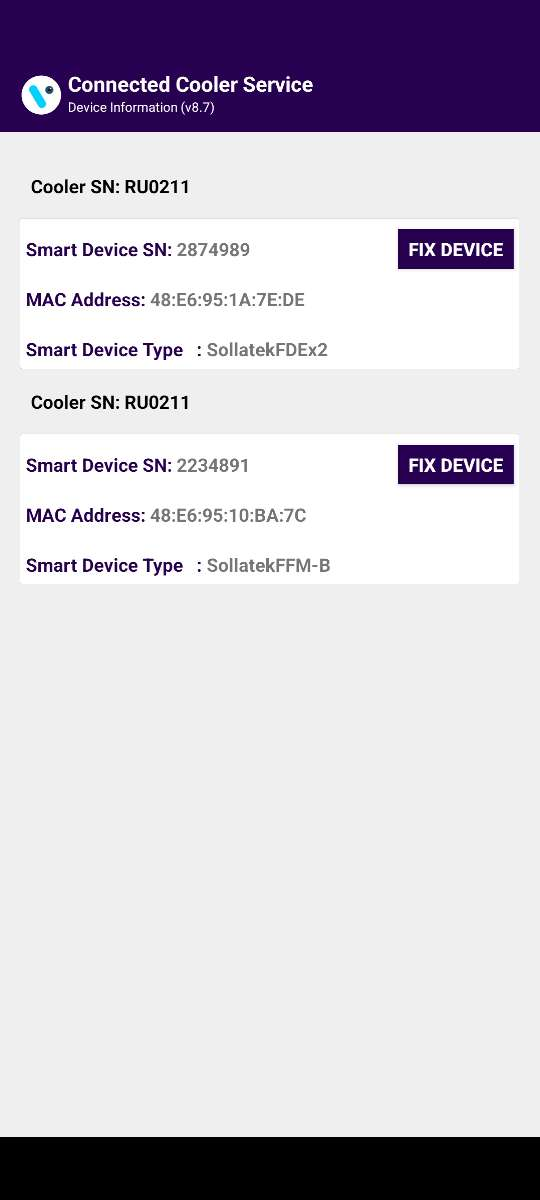 Connected Cooler Service
Device Information (v8.7)
Cooler SN: RU0211
Smart Device SN: 2874989
FIX DEVICE
MAC Address: 48:E6:95:1A:7E:DE
Smart Device Type : SollatekFDEx2
Cooler SN: RU0211
Smart Device SN: 2234891
FIX DEVICE
MAC Address: 48:E6:95:10:BA:7C
Smart Device Type : SollatekFFM-B